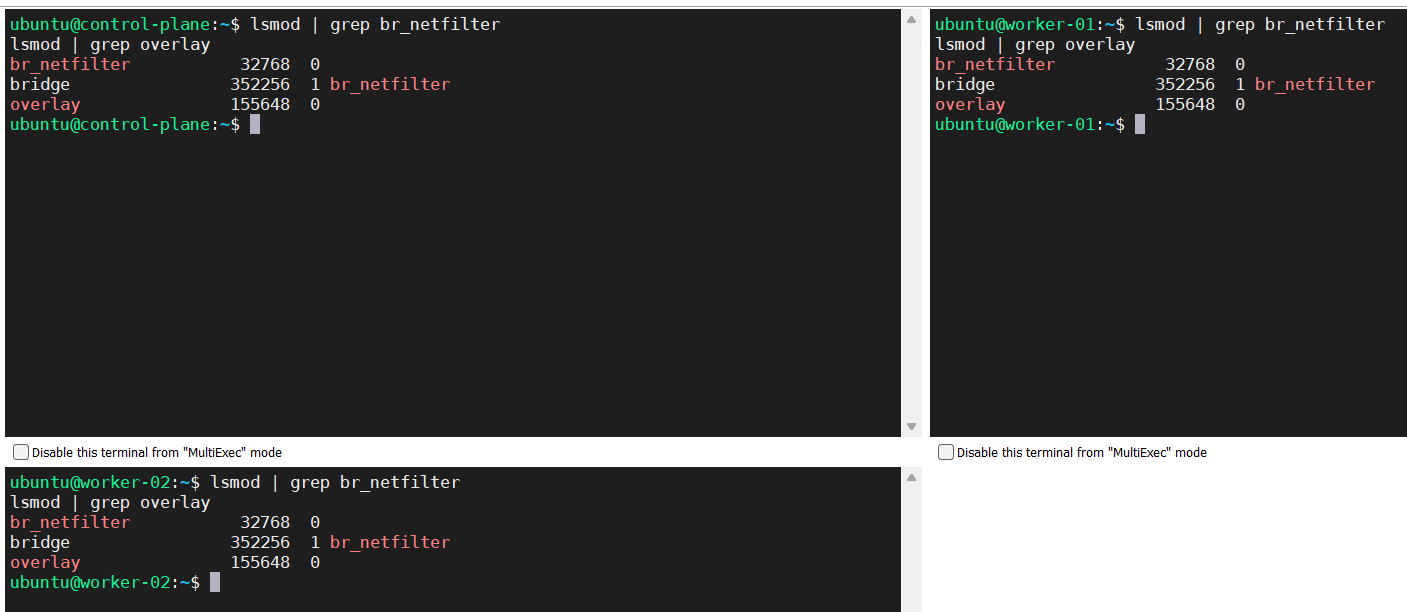 ubuntu@control-plane:~$ lsmod | grep br_netfilter
lsmod | grep overlay
br_netfilter           32768  0
bridge                352256  1 br_netfilter
overlay               155648  0
ubuntu@control-plane:~$
Disable this terminal from "MultiExec" mode
ubuntu@worker-01:~$ lsmod | grep br_netfilter
lsmod | grep overlay
br_netfilter           32768  0
bridge                352256  1 br_netfilter
overlay               155648  0
ubuntu@worker-01:~$
Disable this terminal from "MultiExec" mode
ubuntu@worker-02:~$ lsmod | grep br_netfilter
lsmod | grep overlay
br_netfilter           32768  0
bridge                352256  1 br_netfilter
overlay               155648  0
ubuntu@worker-02:~$